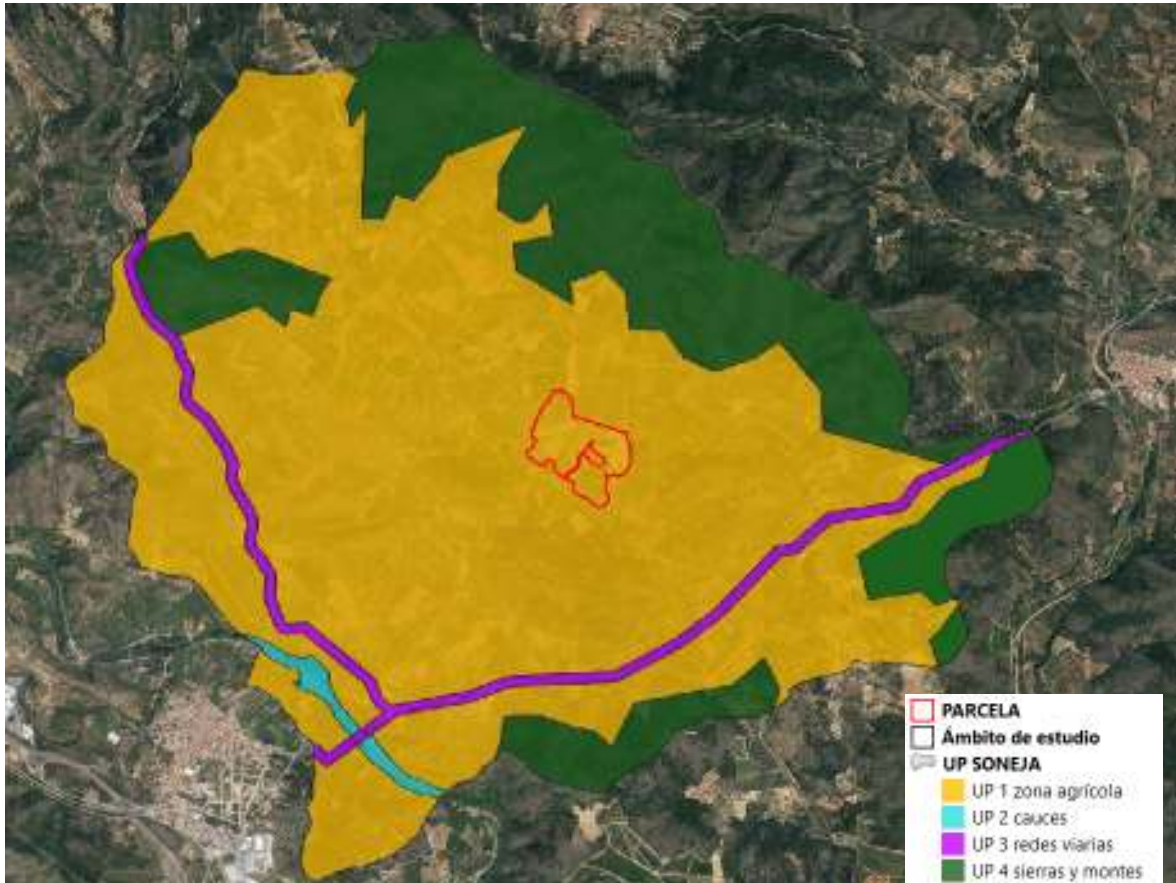 PARCELA
Ámbito de estudio
UP SONEJA
UP 1 zona agrícola
UP 2 cauces
UP 3 redes viarias
UP 4 sierras y montes